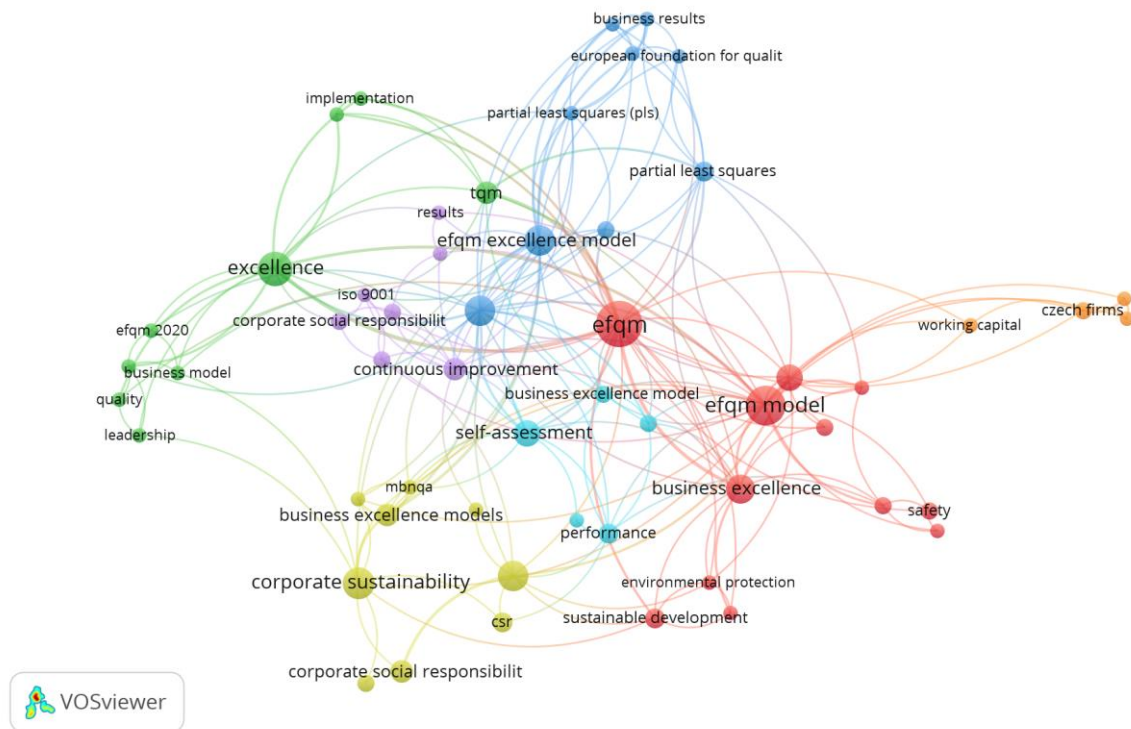 business results
european foundation for qualit
implementation
partial least squares (pls)
partial least squares
tqm
results
efqm excellence model
excellence
iso 9001
corporate social responsibilit
efqm
efqm 2020
working capital
czech firms
continuous improvement
business model
business excellence model
quality
efqm model
leadership
self-assessment
mbnqa
business excellence
business excellence models
safety
performance
corporate sustainability
environmental protection
csr
sustainable development
corporate social responsibilit
VOSviewer